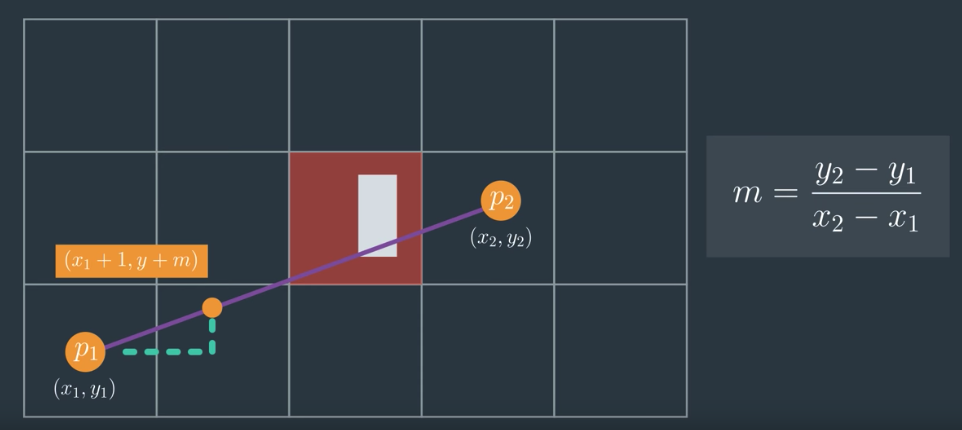 (x₁ + 1, y + m)
p₁
(x₁, y₁)
p₂
(x₂, y₂)
m = (y₂ − y₁) / (x₂ − x₁)